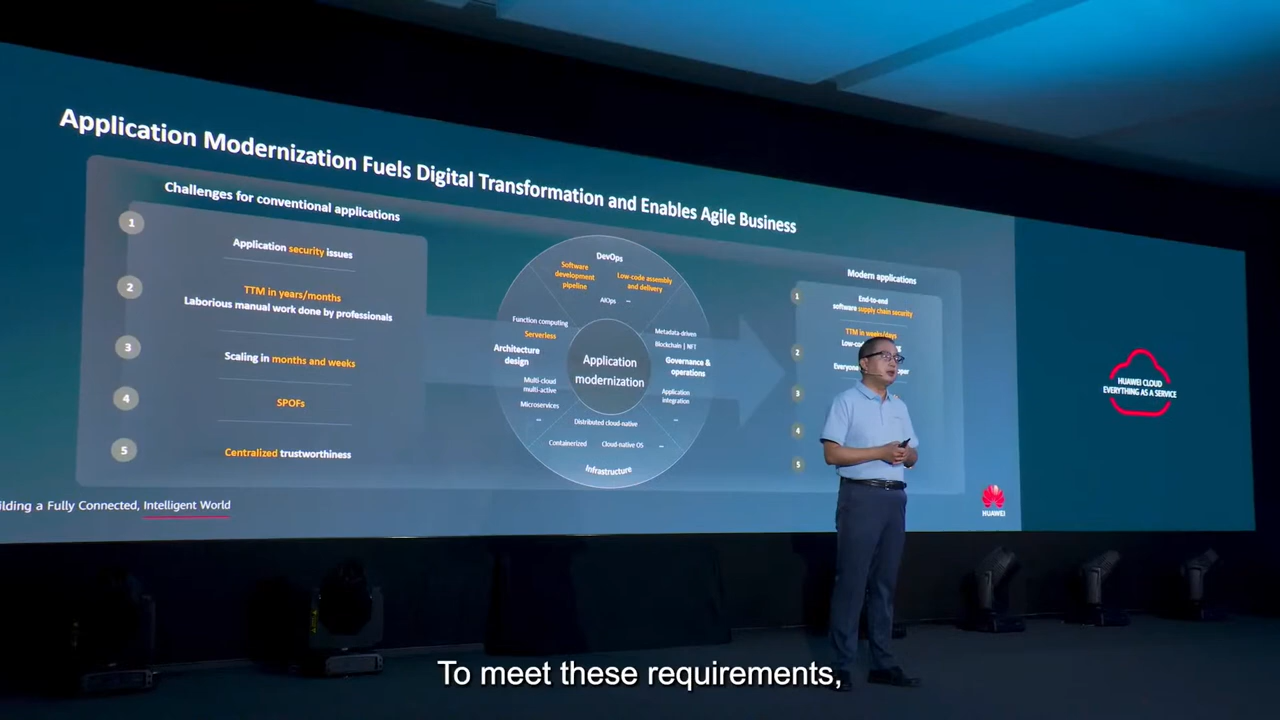 Application Modernization Fuels Digital Transformation and Enables Agile Business
Challenges for conventional applications
1
Application security issues
2
TTM in years/months
Laborious manual work done by professionals
3
Scaling in months and weeks
4
SPOFs
5
Centralized trustworthiness
DevOps
Software
development
pipeline
Low-code assembly
and delivery
AIOps
...
Function computing
Serverless
Architecture
design
Multi-cloud
multi-active
Microservices
...
Application
modernization
Metadata-driven
Blockchain | NFT
Governance &
operations
Application
integration
...
Distributed cloud-native
Containerized
Cloud-native OS
...
Infrastructure
Modern applications
1
End-to-end
software supply chain security
2
TTM in weeks/days
3
4
5
HUAWEI CLOUD
EVERYTHING AS A SERVICE
a Fully Connected, Intelligent World
HUAWEI
To meet these requirements,